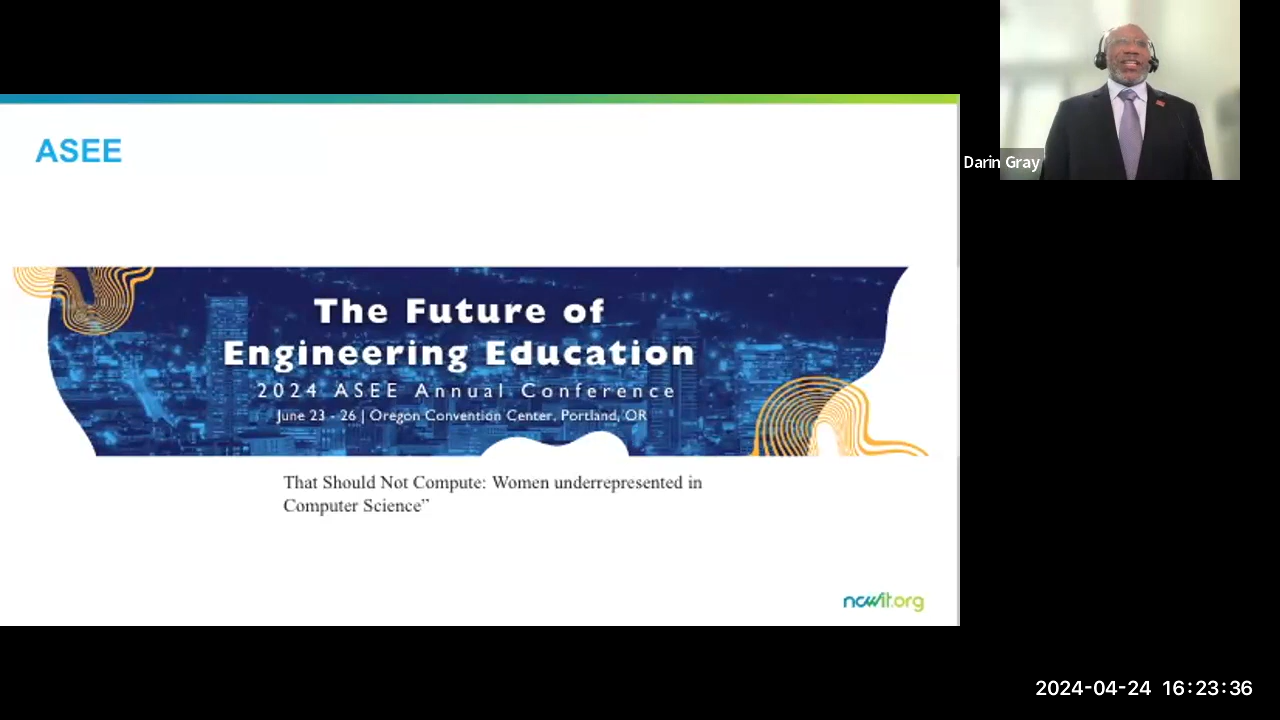 ASEE
Darin Gray
The Future of
Engineering Education
2024 ASEE Annual Conference
June 23 - 26 | Oregon Convention Center, Portland, OR
That Should Not Compute: Women underrepresented in
Computer Science”
ncwit.org
2024-04-24 16:23:36